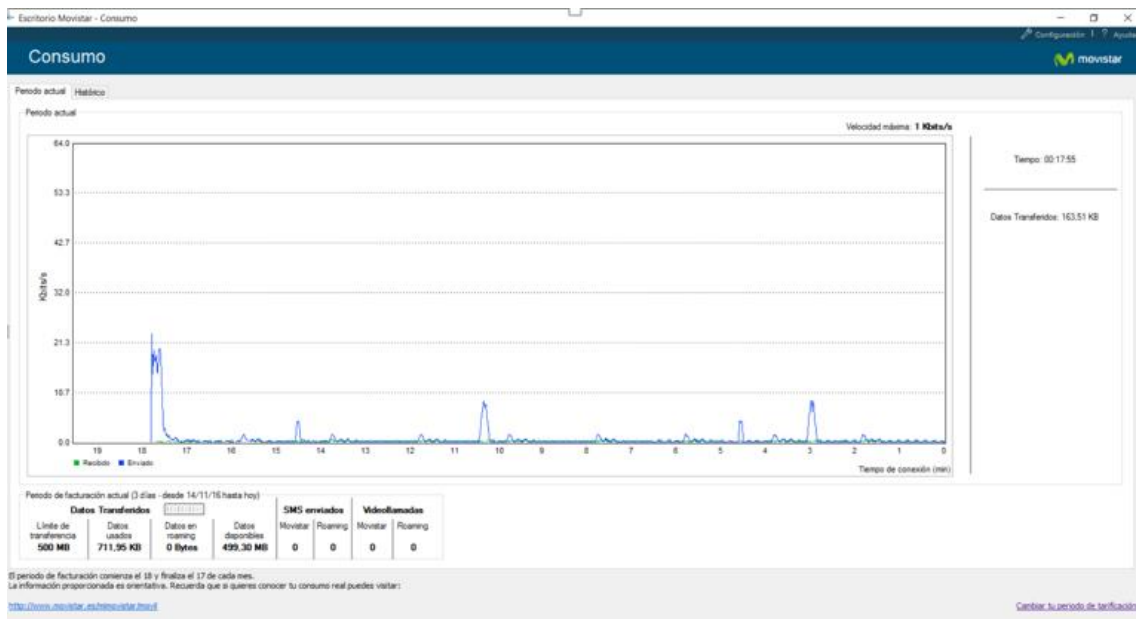 Escritorio Movistar - Consumo
Configuración | ? Ayuda
Consumo
movistar
Periodo actual Histórico
Periodo actual
Velocidad máxima: 1 Kbits/s
64.0
53.3
42.7
32.0
21.3
10.7
0.0
Kbits/s
19 18 17 16 15 14 13 12 11 10 9 8 7 6 5 4 3 2 1 0
Recibido Enviado
Tiempo de conexión (min)
Tiempo: 00:17:55
Datos Transferidos: 163.51 KB
Periodo de facturación actual (3 días - desde 14/11/16 hasta hoy)
Datos Transferidos SMS enviados Videollamadas
Límite de transferencia Datos usados Datos en roaming Datos disponibles Movistar Roaming Movistar Roaming
500 MB 711,95 KB 0 Bytes 499,30 MB 0 0 0 0
El periodo de facturación comienza el 18 y finaliza el 17 de cada mes.
La información proporcionada es orientativa. Recuerda que si quieres conocer tu consumo real puedes visitar:
http://www.movistar.es/mimovistar/movil
Cambiar tu periodo de tarificación